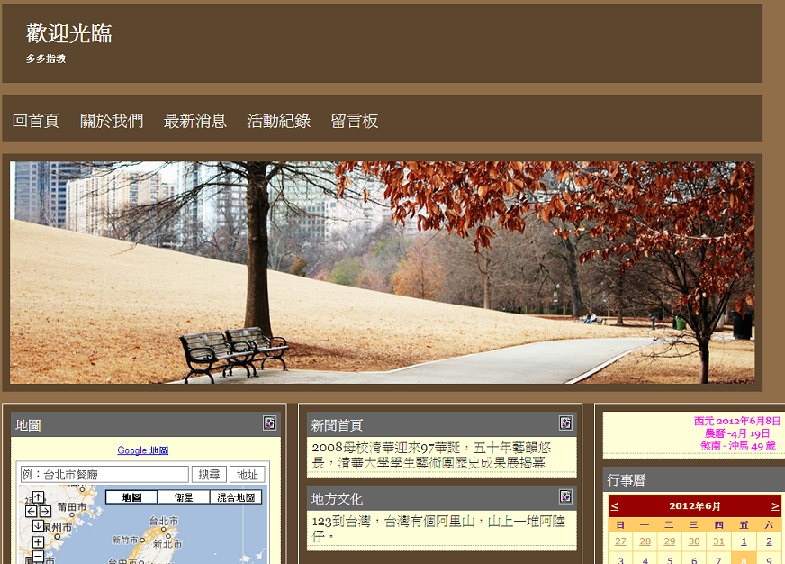 歡迎光臨
多多指教
回首頁 關於我們 最新消息 活動紀錄 留言板
地圖
Google 地圖
例：台北市餐廳 搜尋 地址
地圖 衛星 混合地圖
莆田市
泉州市
台北市
新竹市
新北市
台中市
新聞首頁
2008母校清華迎來97華誕，五十年藝韻悠
長，清華大學學生藝術團歷史成果展揭幕
地方文化
123到台灣，台灣有個阿里山，山上一堆阿陸
仔。
西元 2012年6月8日
農曆 -4月 19日
煞南 - 沖馬 49 歲
行事曆
< 2012年6月 >
日 一 二 三 四 五 六
27 28 29 30 31 1 2
3 4 5 6 7 8 9